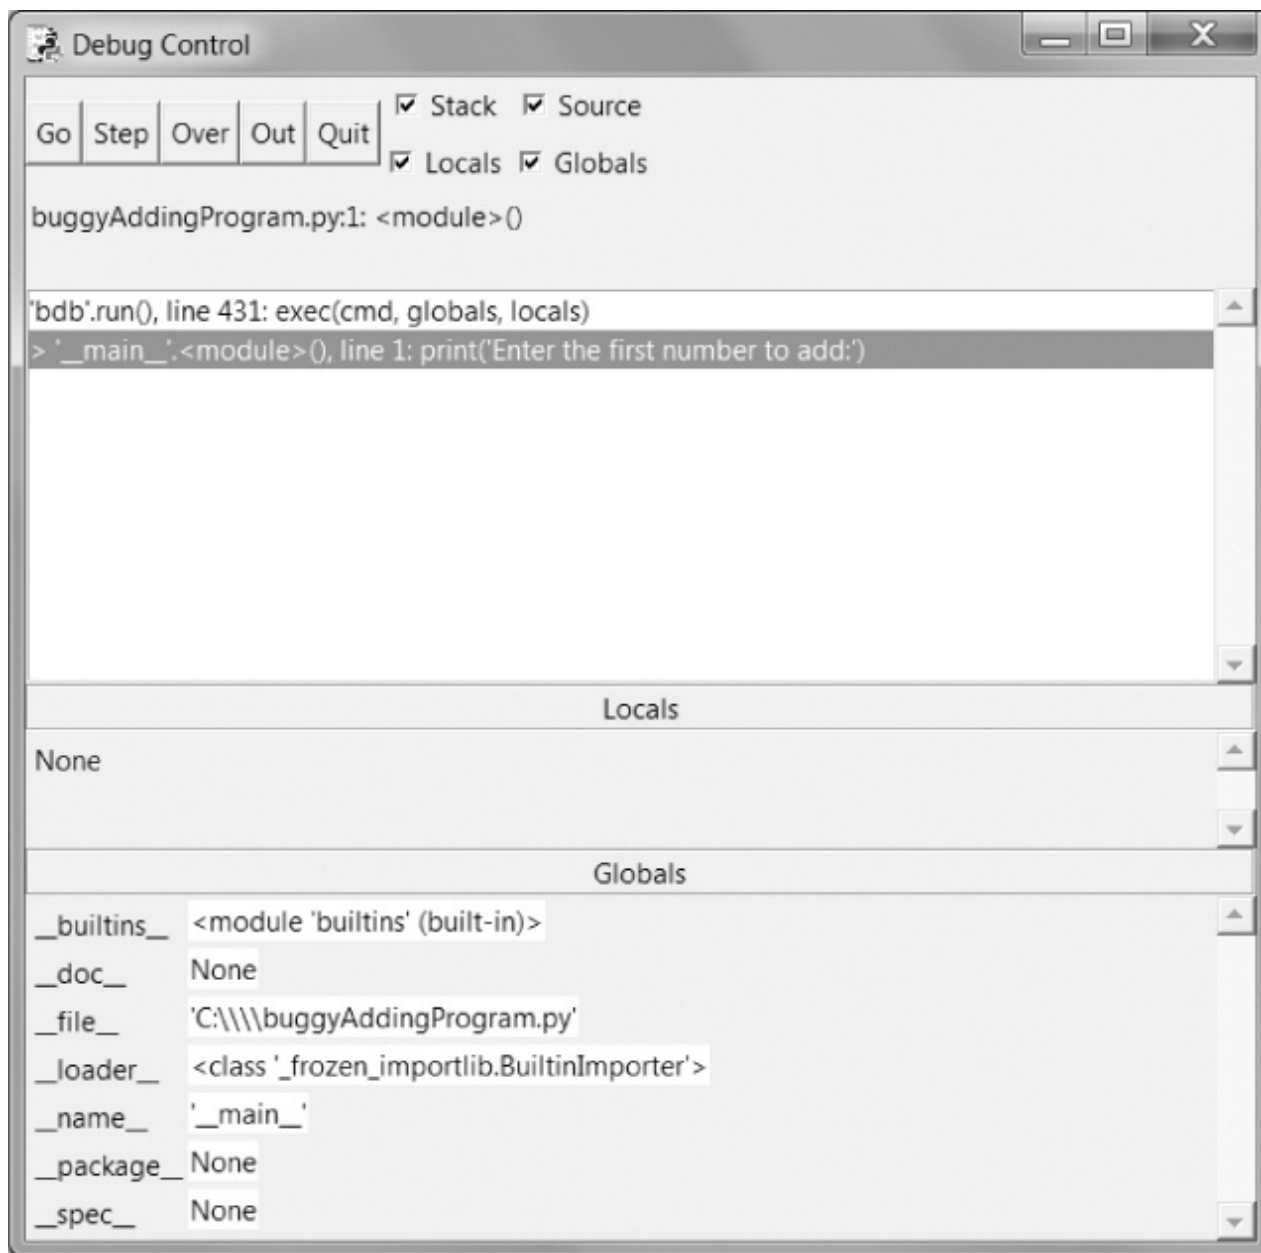 Debug Control
Go Step Over Out Quit
Stack Source
Locals Globals
buggyAddingProgram.py:1: <module>()
'bdb'.run(), line 431: exec(cmd, globals, locals)
> '__main__'.<module>(), line 1: print('Enter the first number to add:')
Locals
None
Globals
__builtins__ <module 'builtins' (built-in)>
__doc__ None
__file__ 'C:\\\\buggyAddingProgram.py'
__loader__ <class '_frozen_importlib.BuiltinImporter'>
__name__ '__main__'
__package__ None
__spec__ None